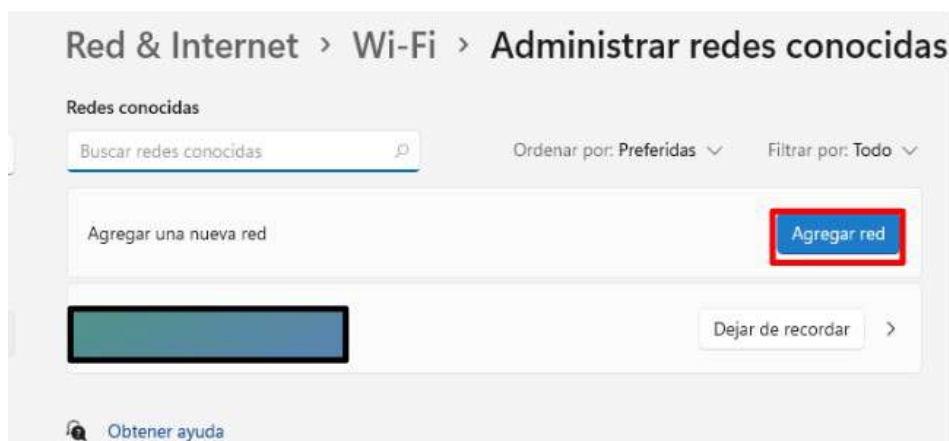 Red & Internet > Wi-Fi > Administrar redes conocidas
Redes conocidas
Buscar redes conocidas
Ordenar por: Preferidas Filtrar por: Todo
Agregar una nueva red Agregar red
Dejar de recordar
Obtener ayuda